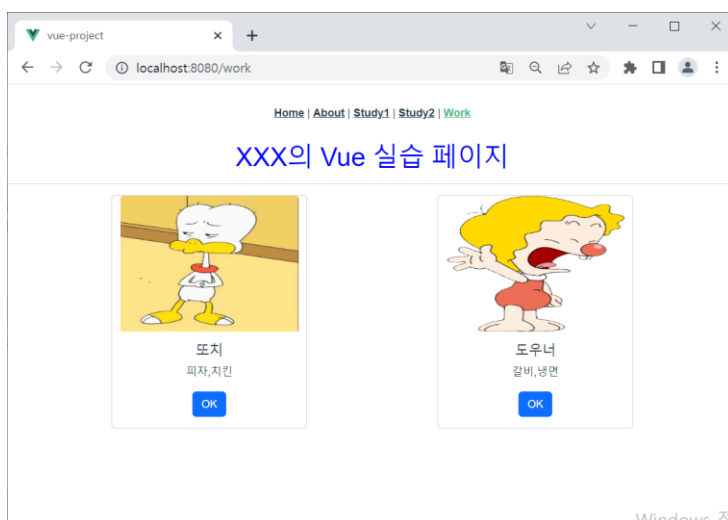 vue-project
localhost:8080/work
Home | About | Study1 | Study2 | Work
XXX의 Vue 실습 페이지
또치
피자,치킨
OK
도우너
갈비,냉면
OK
Windows